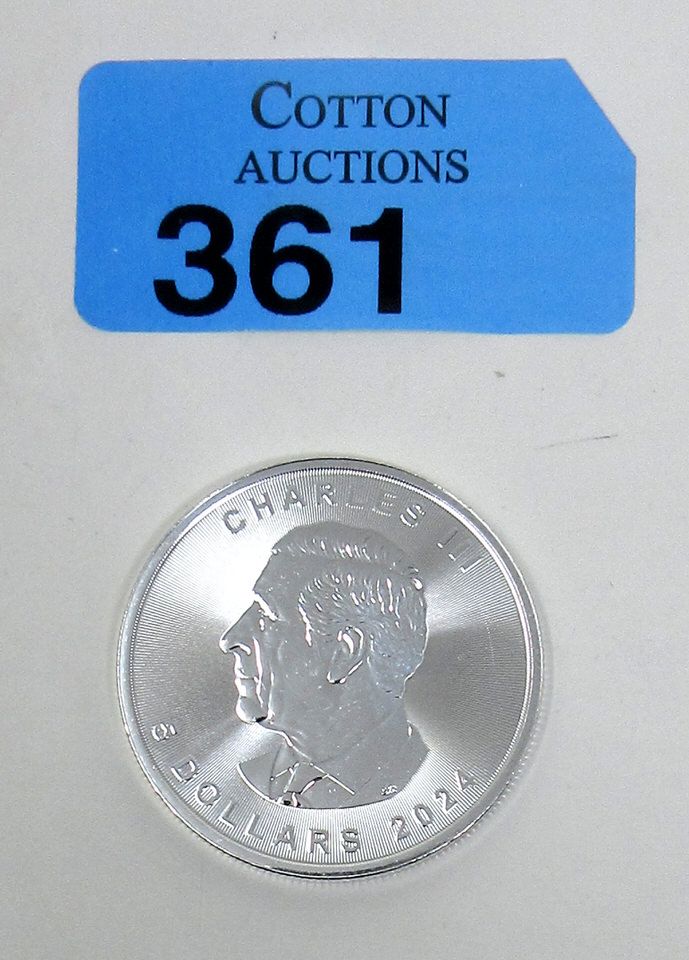 COTTON
AUCTIONS
361
CHARLES III
5 DOLLARS 2024